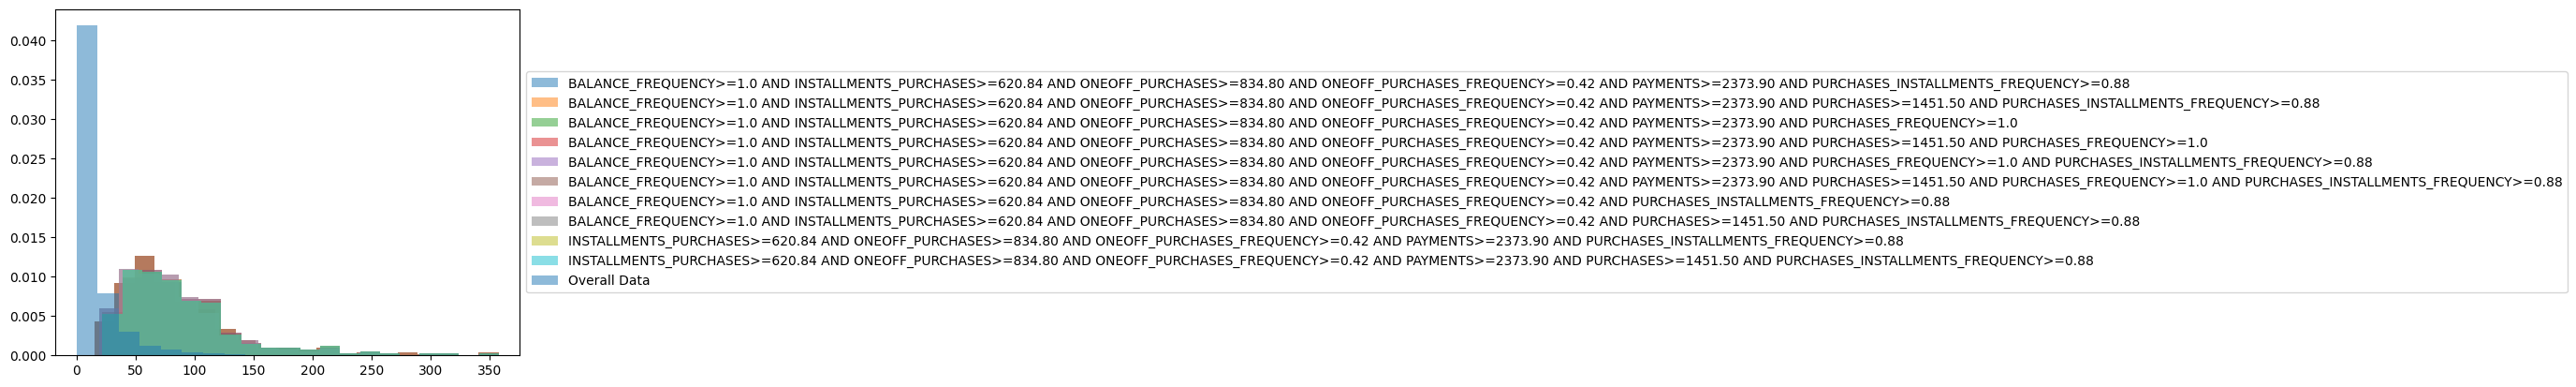 0.040
0.035
0.030
0.025
0.020
0.015
0.010
0.005
0.000
0 50 100 150 200 250 300 350
BALANCE_FREQUENCY>=1.0 AND INSTALLMENTS_PURCHASES>=620.84 AND ONEOFF_PURCHASES>=834.80 AND ONEOFF_PURCHASES_FREQUENCY>=0.42 AND PAYMENTS>=2373.90 AND PURCHASES_INSTALLMENTS_FREQUENCY>=0.88
BALANCE_FREQUENCY>=1.0 AND INSTALLMENTS_PURCHASES>=620.84 AND ONEOFF_PURCHASES>=834.80 AND ONEOFF_PURCHASES_FREQUENCY>=0.42 AND PAYMENTS>=2373.90 AND PURCHASES>=1451.50 AND PURCHASES_INSTALLMENTS_FREQUENCY>=0.88
BALANCE_FREQUENCY>=1.0 AND INSTALLMENTS_PURCHASES>=620.84 AND ONEOFF_PURCHASES>=834.80 AND ONEOFF_PURCHASES_FREQUENCY>=0.42 AND PAYMENTS>=2373.90 AND PURCHASES_FREQUENCY>=1.0
BALANCE_FREQUENCY>=1.0 AND INSTALLMENTS_PURCHASES>=620.84 AND ONEOFF_PURCHASES>=834.80 AND ONEOFF_PURCHASES_FREQUENCY>=0.42 AND PAYMENTS>=2373.90 AND PURCHASES>=1451.50 AND PURCHASES_FREQUENCY>=1.0
BALANCE_FREQUENCY>=1.0 AND INSTALLMENTS_PURCHASES>=620.84 AND ONEOFF_PURCHASES>=834.80 AND ONEOFF_PURCHASES_FREQUENCY>=0.42 AND PAYMENTS>=2373.90 AND PURCHASES_FREQUENCY>=1.0 AND PURCHASES_INSTALLMENTS_FREQUENCY>=0.88
BALANCE_FREQUENCY>=1.0 AND INSTALLMENTS_PURCHASES>=620.84 AND ONEOFF_PURCHASES>=834.80 AND ONEOFF_PURCHASES_FREQUENCY>=0.42 AND PAYMENTS>=2373.90 AND PURCHASES>=1451.50 AND PURCHASES_FREQUENCY>=1.0 AND PURCHASES_INSTALLMENTS_FREQUENCY>=0.88
BALANCE_FREQUENCY>=1.0 AND INSTALLMENTS_PURCHASES>=620.84 AND ONEOFF_PURCHASES>=834.80 AND ONEOFF_PURCHASES_FREQUENCY>=0.42 AND PURCHASES_INSTALLMENTS_FREQUENCY>=0.88
BALANCE_FREQUENCY>=1.0 AND INSTALLMENTS_PURCHASES>=620.84 AND ONEOFF_PURCHASES>=834.80 AND ONEOFF_PURCHASES_FREQUENCY>=0.42 AND PURCHASES>=1451.50 AND PURCHASES_INSTALLMENTS_FREQUENCY>=0.88
INSTALLMENTS_PURCHASES>=620.84 AND ONEOFF_PURCHASES>=834.80 AND ONEOFF_PURCHASES_FREQUENCY>=0.42 AND PAYMENTS>=2373.90 AND PURCHASES_INSTALLMENTS_FREQUENCY>=0.88
INSTALLMENTS_PURCHASES>=620.84 AND ONEOFF_PURCHASES>=834.80 AND ONEOFF_PURCHASES_FREQUENCY>=0.42 AND PAYMENTS>=2373.90 AND PURCHASES>=1451.50 AND PURCHASES_INSTALLMENTS_FREQUENCY>=0.88
Overall Data